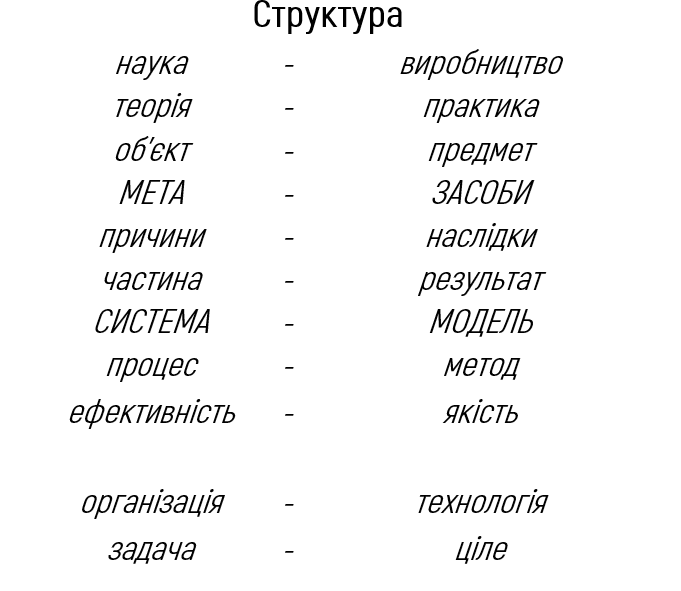 Структура
наука - виробництво
теорія - практика
об'єкт - предмет
МЕТА - ЗАСОБИ
причини - наслідки
частина - результат
СИСТЕМА - МОДЕЛЬ
процес - метод
ефективність - якість
організація - технологія
задача - ціле